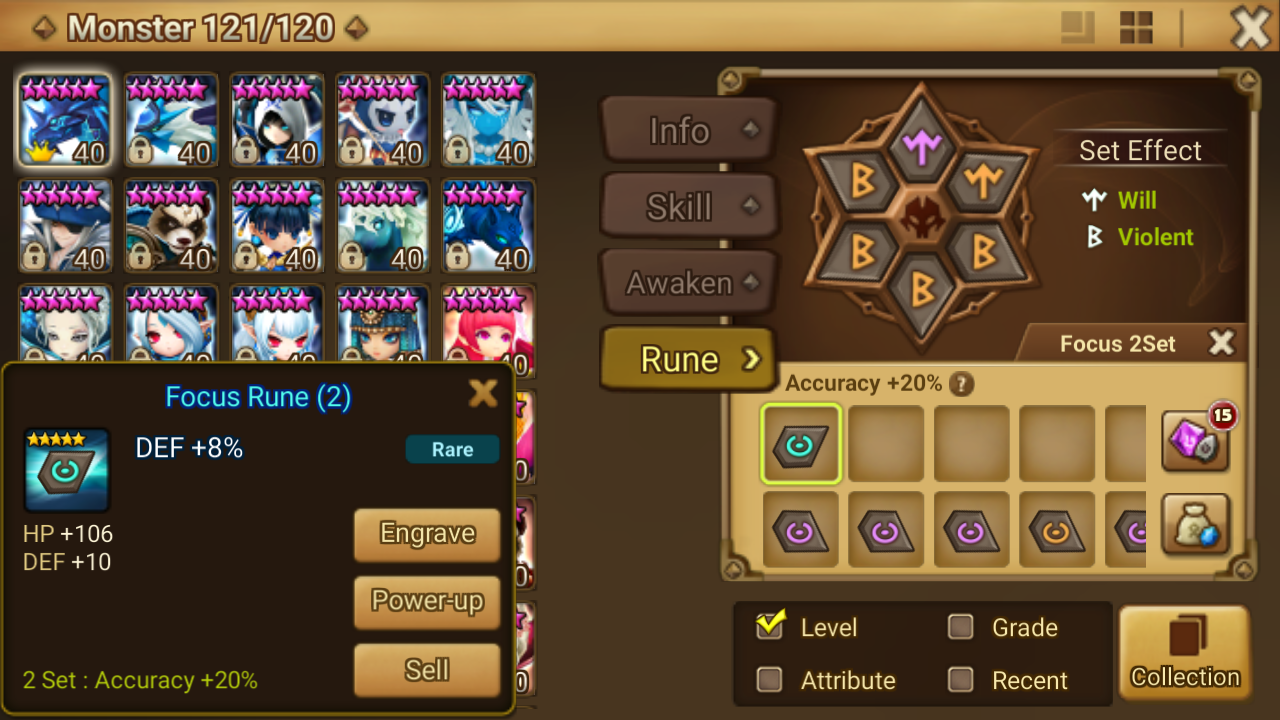 Monster 121/120
40 40 40 40 40
40 40 40 40 40
Info
Skill
Awaken
Rune
Set Effect
Will
Violent
Focus 2Set
Accuracy +20% ?
15
Focus Rune (2)
DEF +8%
Rare
HP +106
DEF +10
Engrave
Power-up
Sell
2 Set : Accuracy +20%
Level
Grade
Attribute
Recent
Collection